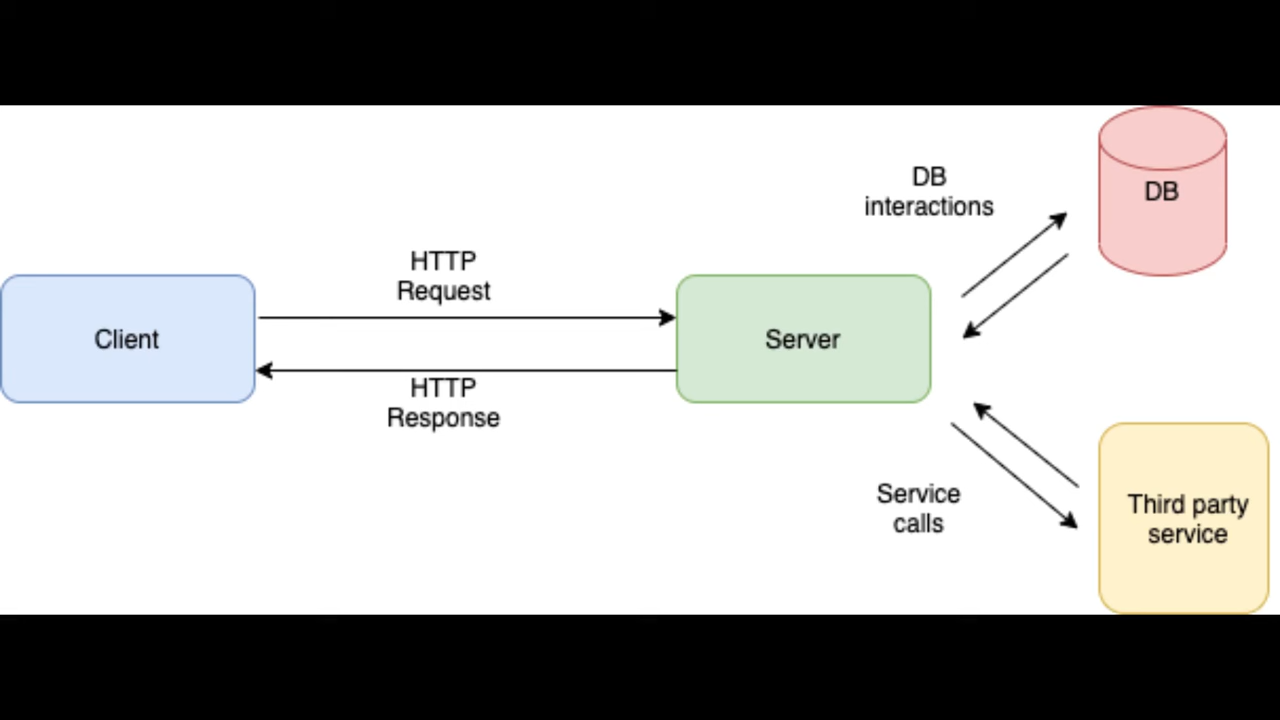 Client
HTTP
Request
HTTP
Response
Server
DB
interactions
DB
Service
calls
Third party
service